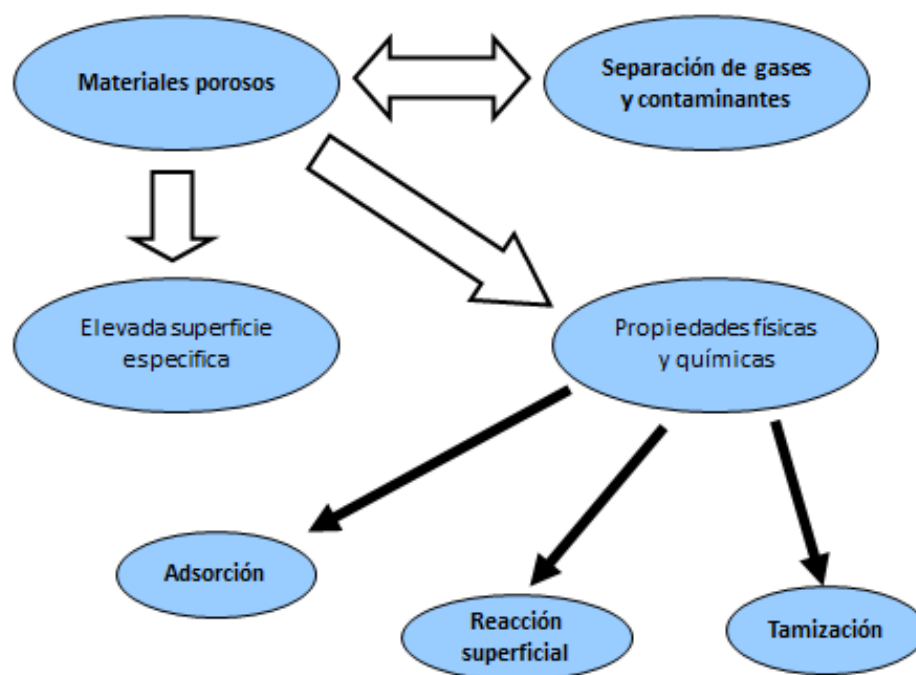 Materiales porosos
Separación de gases
y contaminantes
Elevada superficie
especifica
Propiedades físicas
y químicas
Adsorción
Reacción
superficial
Tamización